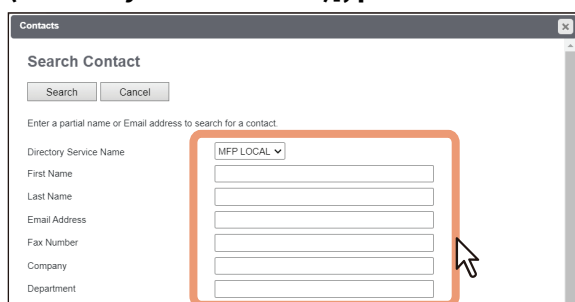 Contacts
Search Contact
Search Cancel
Enter a partial name or Email address to search for a contact.
Directory Service Name MFP LOCAL
First Name
Last Name
Email Address
Fax Number
Company
Department